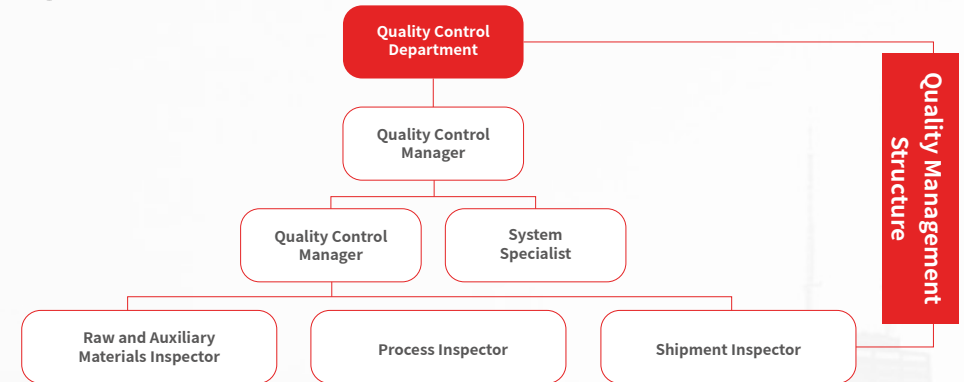 Quality Control
Department
Quality Control
Manager
Quality Control
Manager
System
Specialist
Raw and Auxiliary
Materials Inspector
Process Inspector
Shipment Inspector
Quality Management
Structure